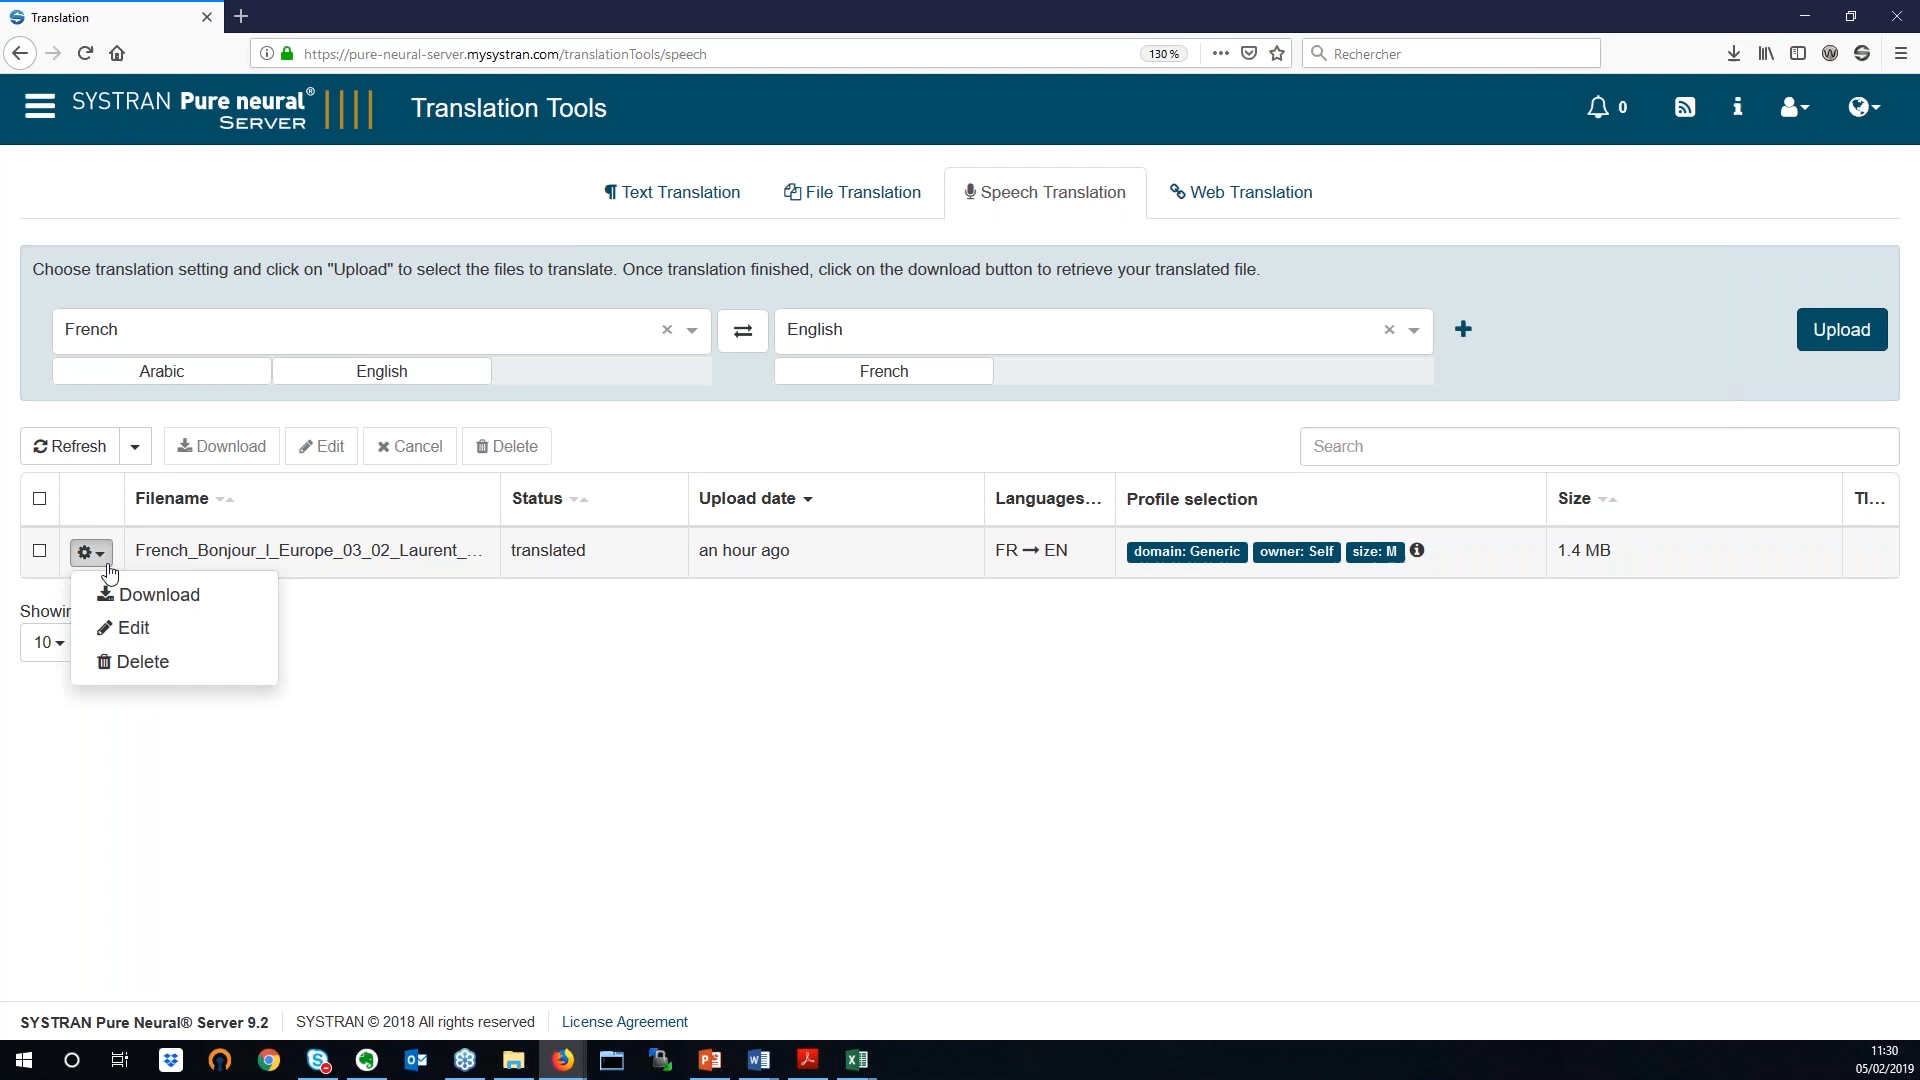 Translation
https://pure-neural-server.mysystran.com/translationTools/speech
130 %
Rechercher
SYSTRAN Pure neural®
SERVER
Translation Tools
0
Text Translation
File Translation
Speech Translation
Web Translation
Choose translation setting and click on "Upload" to select the files to translate. Once translation finished, click on the download button to retrieve your translated file.
French
English
Upload
Arabic
English
French
Refresh
Download
Edit
Cancel
Delete
Search
Filename
Status
Upload date
Languages...
Profile selection
Size
TI...
French_Bonjour_l_Europe_03_02_Laurent_...
translated
an hour ago
FR → EN
domain: Generic
owner: Self
size: M
1.4 MB
Download
Edit
Delete
10
SYSTRAN Pure Neural® Server 9.2
SYSTRAN © 2018 All rights reserved
License Agreement
11:30
05/02/2019